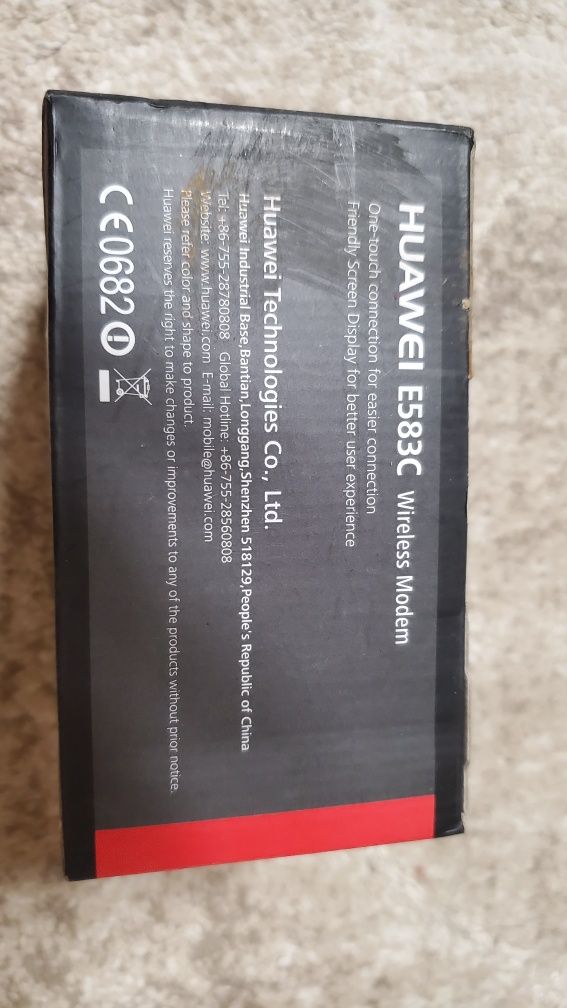 HUAWEI E583C Wireless Modem
One-touch connection for easier connection
Friendly Screen Display for better user experience
Huawei Technologies Co., Ltd.
Huawei Industrial Base,Bantian,Longgang,Shenzhen 518129,People's Republic of China
Tel: +86-755-28780808 Global Hotline: +86-755-28560808
Website: www.huawei.com E-mail: mobile@huawei.com
Please refer color and shape to product.
Huawei reserves the right to make changes or improvements to any of the products without prior notice.
CE0682